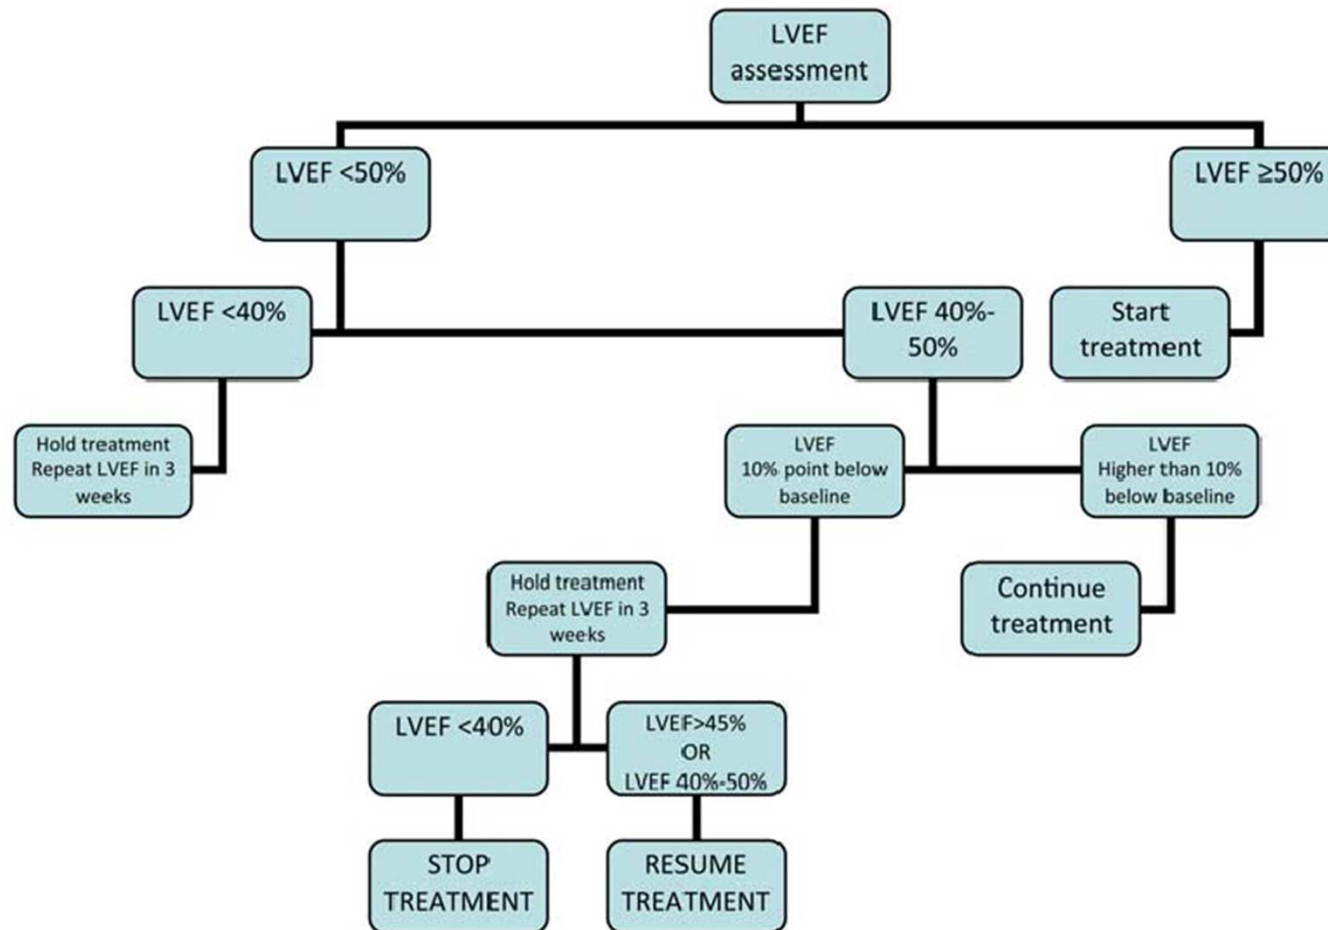 LVEF
assessment
LVEF <50%
LVEF ≥50%
LVEF <40%
LVEF 40%-
50%
Start
treatment
Hold treatment
Repeat LVEF in 3
weeks
LVEF
10% point below
baseline
LVEF
Higher than 10%
below baseline
Hold treatment
Repeat LVEF in 3
weeks
Continue
treatment
LVEF <40%
LVEF>45%
OR
LVEF 40%-50%
STOP
TREATMENT
RESUME
TREATMENT